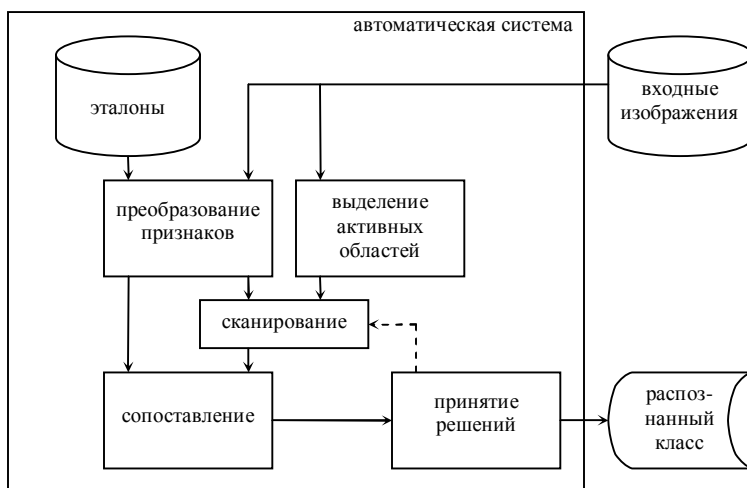 автоматическая система
эталоны
входные
изображения
преобразование
признаков
выделение
активных
областей
сканирование
сопоставление
принятие
решений
распоз-
нанный
класс